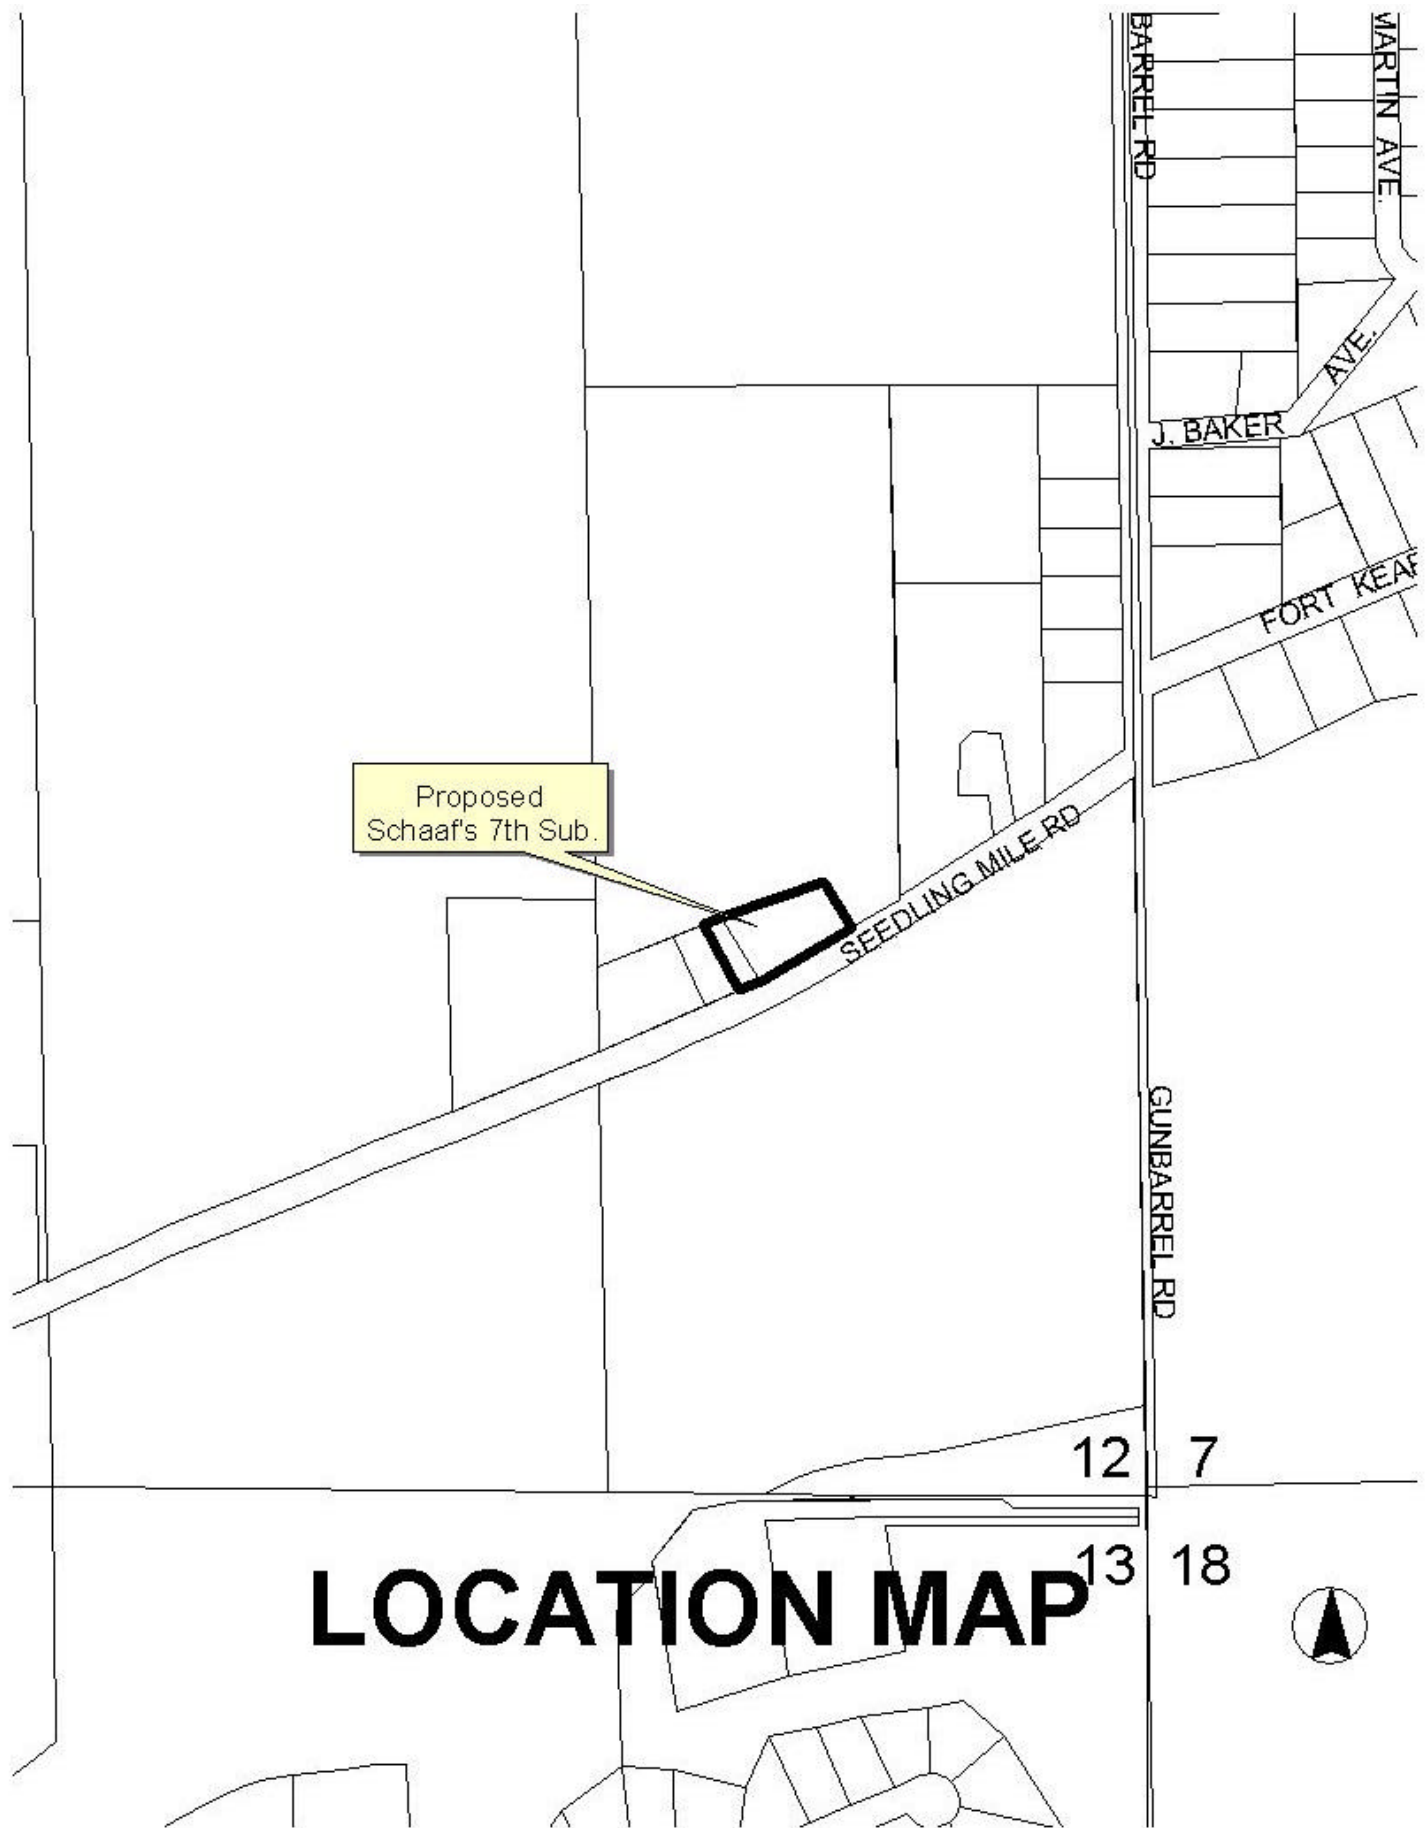 BARREL RD
MARTIN AVE.
AVE.
J. BAKER
FORT KEAR
Proposed
Schaaf's 7th Sub.
SEEDLING MILE RD
GUNBARREL RD
12 7
13 18
LOCATION MAP